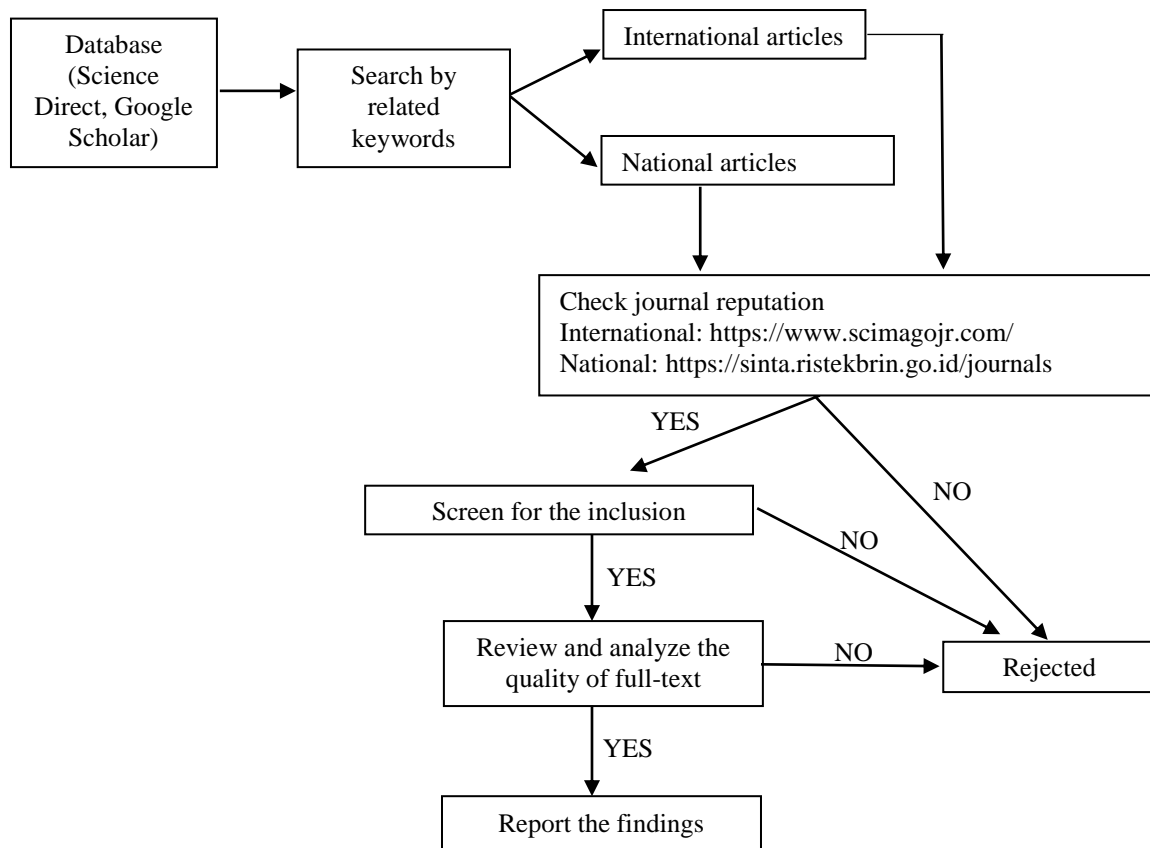 Database
(Science
Direct, Google
Scholar)
Search by
related
keywords
International articles
National articles
Check journal reputation
International: https://www.scimagojr.com/
National: https://sinta.ristekbrin.go.id/journals
YES
NO
Screen for the inclusion
NO
YES
Review and analyze the
quality of full-text
NO
Rejected
YES
Report the findings